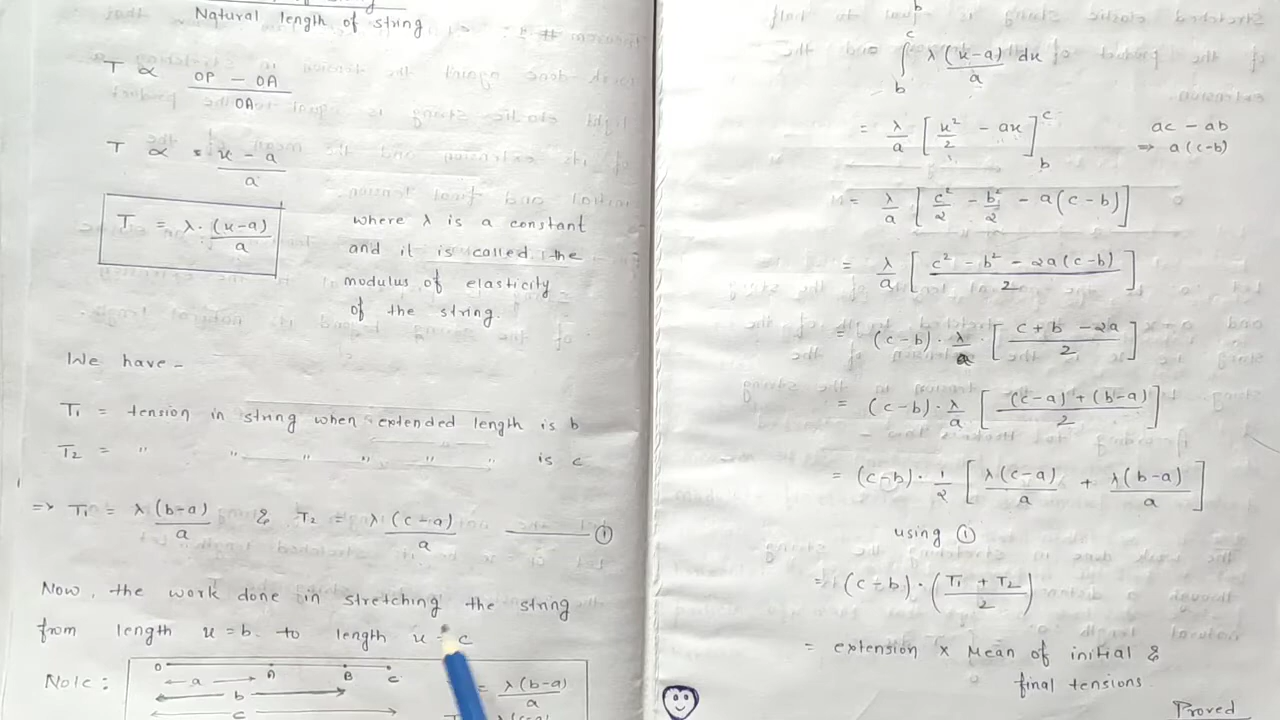 Natural length of string
T ∝ OP - OA / OA
T ∝ x - a / a
T = λ. (x-a) / a
where λ is a constant
and it is called the
modulus of elasticity
of the string.
We have -
T1 = tension in string when extended length is b
T2 = " " " " " " is c
⇒ T1 = λ (b-a) / a & T2 = λ (c-a) / a ——— ①
Now, the work done in stretching the string
from length x = b to length x = c
Note:
O A B C
a
b
c
= λ(b-a) / a
b
∫_b^c λ (x-a) / a dx
= λ/a [ x²/2 - ax ]_b^c
ac - ab
⇒ a(c-b)
= λ/a [ c²/2 - b²/2 - a(c-b) ]
= λ/a [ c² - b² - 2a(c-b) / 2 ]
= (c-b) . λ/a . [ c+b -2a / 2 ]
= (c-b) . λ/a [ (c-a) + (b-a) / 2 ]
= (c-b) . 1/2 [ λ(c-a) / a + λ(b-a) / a ]
using ①
= (c-b) . ( T1 + T2 / 2 )
= extension x Mean of initial &
final tensions.
Proved